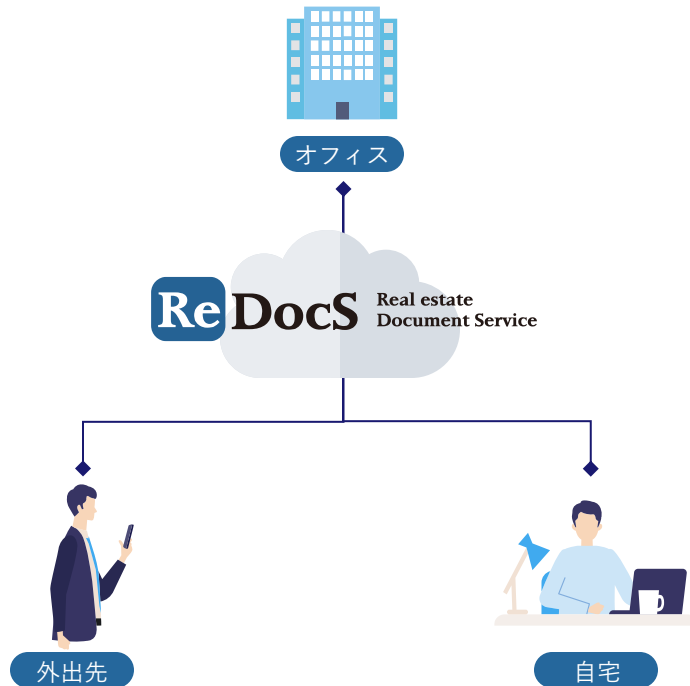 オフィス
ReDocS
Real estate
Document Service
外出先
自宅